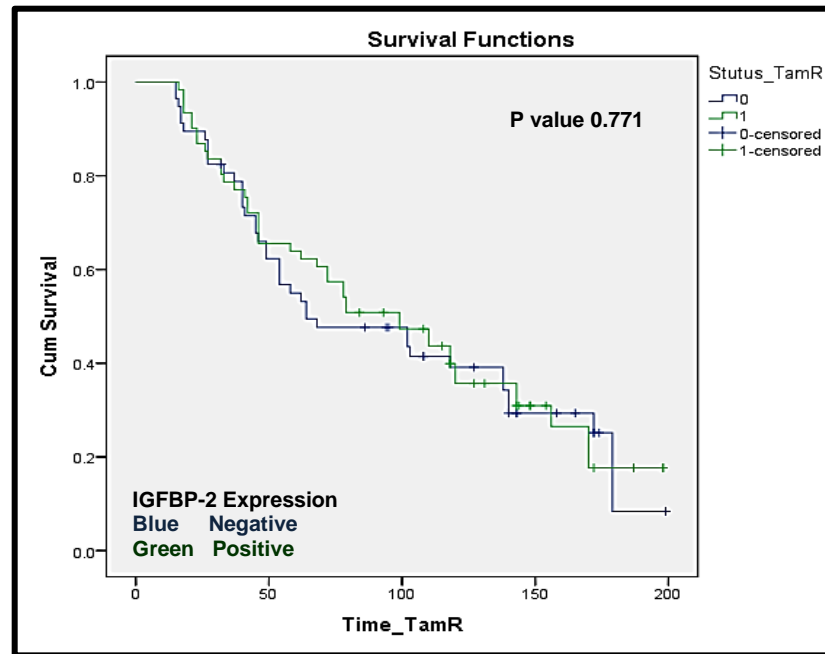 Survival Functions
Stutus_TamR
0
1
0-censored
1-censored
P value 0.771
1.0
0.8
0.6
0.4
0.2
0.0
Cum Survival
IGFBP-2 Expression
Blue Negative
Green Positive
0
50
100
150
200
Time_TamR